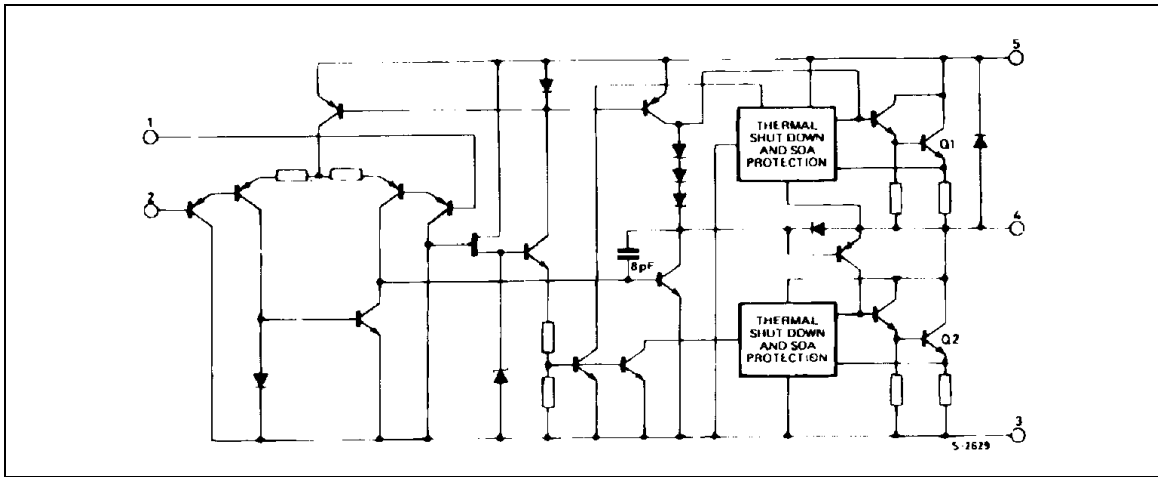 5
1
THERMAL
SHUT DOWN
AND SOA
PROTECTION
Q1
2
4
8pF
THERMAL
SHUT DOWN
AND SOA
PROTECTION
Q2
3
S-2629